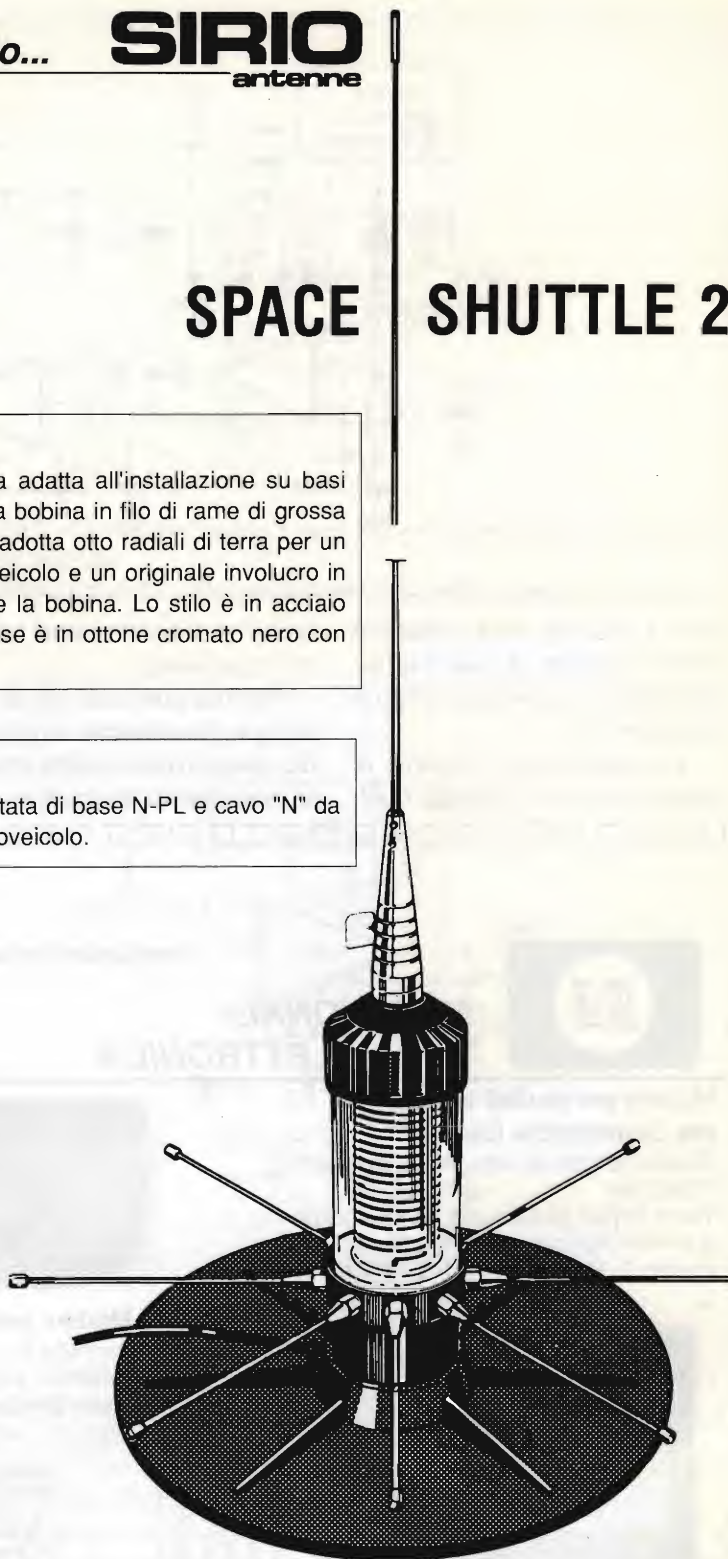 o...
SIRIO
antenne
SPACE SHUTTLE 2
a adatta all'installazione su basi
a bobina in filo di rame di grossa
adotta otto radiali di terra per un
eicolo e un originale involucro in
e la bobina. Lo stilo è in acciaio
se è in ottone cromato nero con
tata di base N-PL e cavo "N" da
oveicolo.